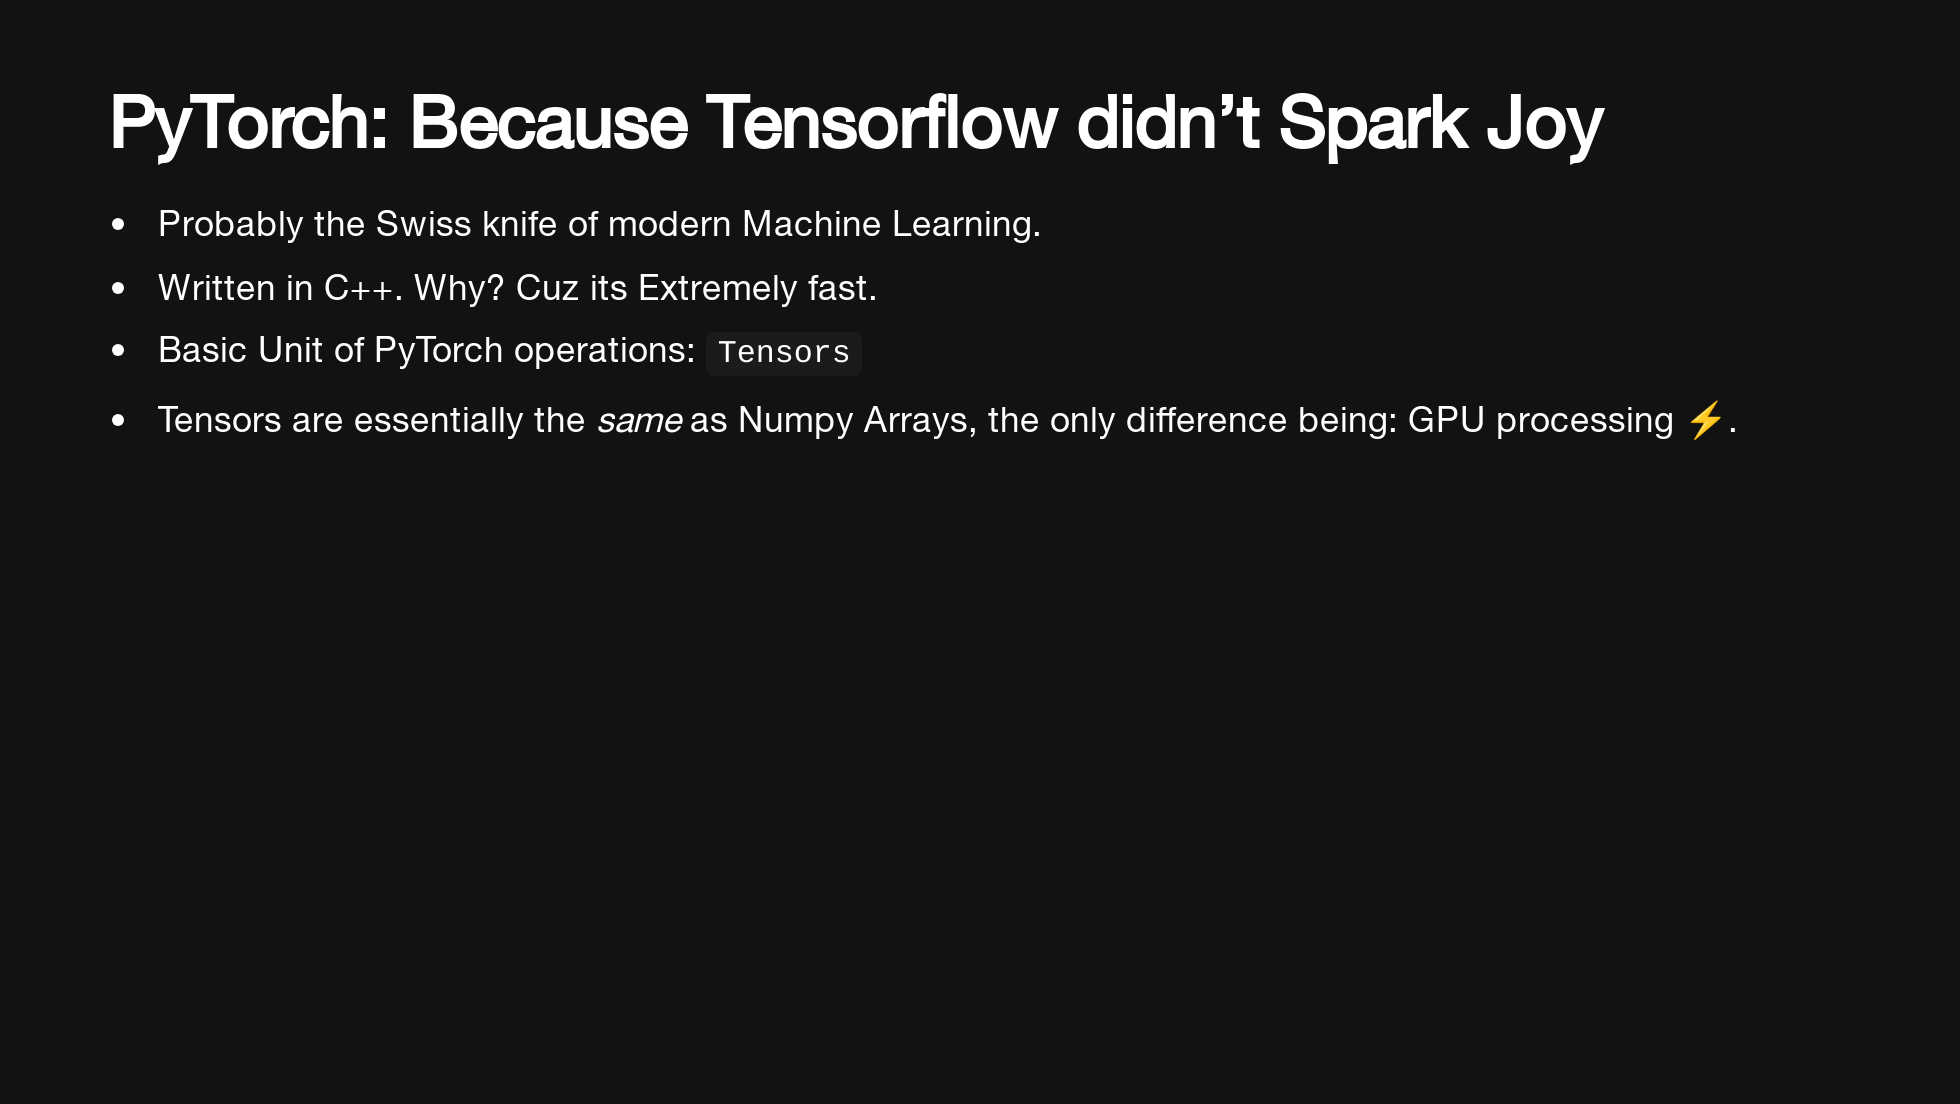 PyTorch: Because Tensorflow didn’t Spark Joy
• Probably the Swiss knife of modern Machine Learning.
• Written in C++. Why? Cuz its Extremely fast.
• Basic Unit of PyTorch operations: Tensors
• Tensors are essentially the same as Numpy Arrays, the only difference being: GPU processing ⚡.